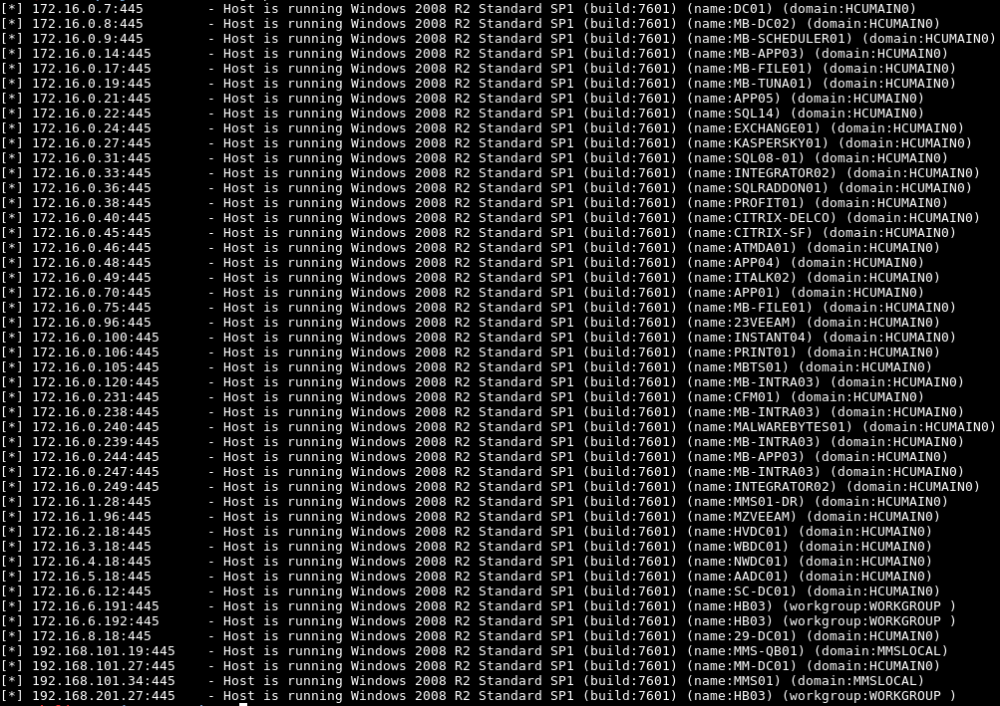 [*] 172.16.0.7:445 - Host is running Windows 2008 R2 Standard SP1 (build:7601) (name:DC01) (domain:HCUMAIN0)
[*] 172.16.0.8:445 - Host is running Windows 2008 R2 Standard SP1 (build:7601) (name:MB-DC02) (domain:HCUMAIN0)
[*] 172.16.0.9:445 - Host is running Windows 2008 R2 Standard SP1 (build:7601) (name:MB-SCHEDULER01) (domain:HCUMAIN0)
[*] 172.16.0.14:445 - Host is running Windows 2008 R2 Standard SP1 (build:7601) (name:MB-APP03) (domain:HCUMAIN0)
[*] 172.16.0.17:445 - Host is running Windows 2008 R2 Standard SP1 (build:7601) (name:MB-FILE01) (domain:HCUMAIN0)
[*] 172.16.0.19:445 - Host is running Windows 2008 R2 Standard SP1 (build:7601) (name:MB-TUNA01) (domain:HCUMAIN0)
[*] 172.16.0.21:445 - Host is running Windows 2008 R2 Standard SP1 (build:7601) (name:APP05) (domain:HCUMAIN0)
[*] 172.16.0.22:445 - Host is running Windows 2008 R2 Standard SP1 (build:7601) (name:SQL14) (domain:HCUMAIN0)
[*] 172.16.0.24:445 - Host is running Windows 2008 R2 Standard SP1 (build:7601) (name:EXCHANGE01) (domain:HCUMAIN0)
[*] 172.16.0.27:445 - Host is running Windows 2008 R2 Standard SP1 (build:7601) (name:KASPERSKY01) (domain:HCUMAIN0)
[*] 172.16.0.31:445 - Host is running Windows 2008 R2 Standard SP1 (build:7601) (name:SQL08-01) (domain:HCUMAIN0)
[*] 172.16.0.33:445 - Host is running Windows 2008 R2 Standard SP1 (build:7601) (name:INTEGRATOR02) (domain:HCUMAIN0)
[*] 172.16.0.36:445 - Host is running Windows 2008 R2 Standard SP1 (build:7601) (name:SQLRADDON01) (domain:HCUMAIN0)
[*] 172.16.0.38:445 - Host is running Windows 2008 R2 Standard SP1 (build:7601) (name:PROFIT01) (domain:HCUMAIN0)
[*] 172.16.0.40:445 - Host is running Windows 2008 R2 Standard SP1 (build:7601) (name:CITRIX-DELCO) (domain:HCUMAIN0)
[*] 172.16.0.45:445 - Host is running Windows 2008 R2 Standard SP1 (build:7601) (name:CITRIX-SF) (domain:HCUMAIN0)
[*] 172.16.0.46:445 - Host is running Windows 2008 R2 Standard SP1 (build:7601) (name:ATMDA01) (domain:HCUMAIN0)
[*] 172.16.0.48:445 - Host is running Windows 2008 R2 Standard SP1 (build:7601) (name:APP04) (domain:HCUMAIN0)
[*] 172.16.0.49:445 - Host is running Windows 2008 R2 Standard SP1 (build:7601) (name:ITALK02) (domain:HCUMAIN0)
[*] 172.16.0.70:445 - Host is running Windows 2008 R2 Standard SP1 (build:7601) (name:APP01) (domain:HCUMAIN0)
[*] 172.16.0.75:445 - Host is running Windows 2008 R2 Standard SP1 (build:7601) (name:MB-FILE01) (domain:HCUMAIN0)
[*] 172.16.0.96:445 - Host is running Windows 2008 R2 Standard SP1 (build:7601) (name:23VEEAM) (domain:HCUMAIN0)
[*] 172.16.0.100:445 - Host is running Windows 2008 R2 Standard SP1 (build:7601) (name:INSTANT04) (domain:HCUMAIN0)
[*] 172.16.0.106:445 - Host is running Windows 2008 R2 Standard SP1 (build:7601) (name:PRINT01) (domain:HCUMAIN0)
[*] 172.16.0.105:445 - Host is running Windows 2008 R2 Standard SP1 (build:7601) (name:MBTS01) (domain:HCUMAIN0)
[*] 172.16.0.120:445 - Host is running Windows 2008 R2 Standard SP1 (build:7601) (name:MB-INTRA03) (domain:HCUMAIN0)
[*] 172.16.0.231:445 - Host is running Windows 2008 R2 Standard SP1 (build:7601) (name:CFM01) (domain:HCUMAIN0)
[*] 172.16.0.238:445 - Host is running Windows 2008 R2 Standard SP1 (build:7601) (name:MB-INTRA03) (domain:HCUMAIN0)
[*] 172.16.0.240:445 - Host is running Windows 2008 R2 Standard SP1 (build:7601) (name:MALWAREBYTES01) (domain:HCUMAIN0)
[*] 172.16.0.239:445 - Host is running Windows 2008 R2 Standard SP1 (build:7601) (name:MB-INTRA03) (domain:HCUMAIN0)
[*] 172.16.0.244:445 - Host is running Windows 2008 R2 Standard SP1 (build:7601) (name:MB-APP03) (domain:HCUMAIN0)
[*] 172.16.0.247:445 - Host is running Windows 2008 R2 Standard SP1 (build:7601) (name:MB-INTRA03) (domain:HCUMAIN0)
[*] 172.16.0.249:445 - Host is running Windows 2008 R2 Standard SP1 (build:7601) (name:INTEGRATOR02) (domain:HCUMAIN0)
[*] 172.16.1.28:445 - Host is running Windows 2008 R2 Standard SP1 (build:7601) (name:MMS01-DR) (domain:HCUMAIN0)
[*] 172.16.1.96:445 - Host is running Windows 2008 R2 Standard SP1 (build:7601) (name:MZVEEAM) (domain:HCUMAIN0)
[*] 172.16.2.18:445 - Host is running Windows 2008 R2 Standard SP1 (build:7601) (name:HVDC01) (domain:HCUMAIN0)
[*] 172.16.3.18:445 - Host is running Windows 2008 R2 Standard SP1 (build:7601) (name:WBDC01) (domain:HCUMAIN0)
[*] 172.16.4.18:445 - Host is running Windows 2008 R2 Standard SP1 (build:7601) (name:NWDC01) (domain:HCUMAIN0)
[*] 172.16.5.18:445 - Host is running Windows 2008 R2 Standard SP1 (build:7601) (name:AADC01) (domain:HCUMAIN0)
[*] 172.16.6.12:445 - Host is running Windows 2008 R2 Standard SP1 (build:7601) (name:SC-DC01) (domain:HCUMAIN0)
[*] 172.16.6.191:445 - Host is running Windows 2008 R2 Standard SP1 (build:7601) (name:HB03) (workgroup:WORKGROUP )
[*] 172.16.6.192:445 - Host is running Windows 2008 R2 Standard SP1 (build:7601) (name:HB03) (workgroup:WORKGROUP )
[*] 172.16.8.18:445 - Host is running Windows 2008 R2 Standard SP1 (build:7601) (name:29-DC01) (domain:HCUMAIN0)
[*] 192.168.101.19:445 - Host is running Windows 2008 R2 Standard SP1 (build:7601) (name:MMS-QB01) (domain:MMSLOCAL)
[*] 192.168.101.27:445 - Host is running Windows 2008 R2 Standard SP1 (build:7601) (name:MM-DC01) (domain:HCUMAIN0)
[*] 192.168.101.34:445 - Host is running Windows 2008 R2 Standard SP1 (build:7601) (name:MMS01) (domain:MMSLOCAL)
[*] 192.168.201.27:445 - Host is running Windows 2008 R2 Standard SP1 (build:7601) (name:HB03) (workgroup:WORKGROUP )